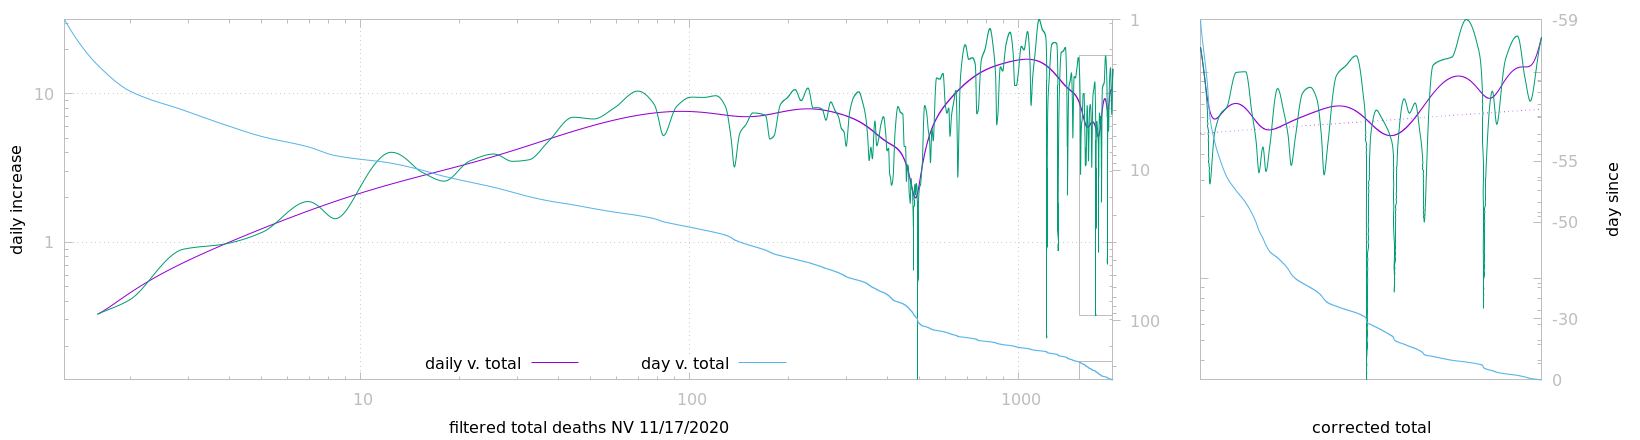 daily increase
10
1
daily v. total
day v. total
10
100
1000
1
10
100
filtered total deaths NV 11/17/2020
-59
-55
-50
-30
0
day since
corrected total